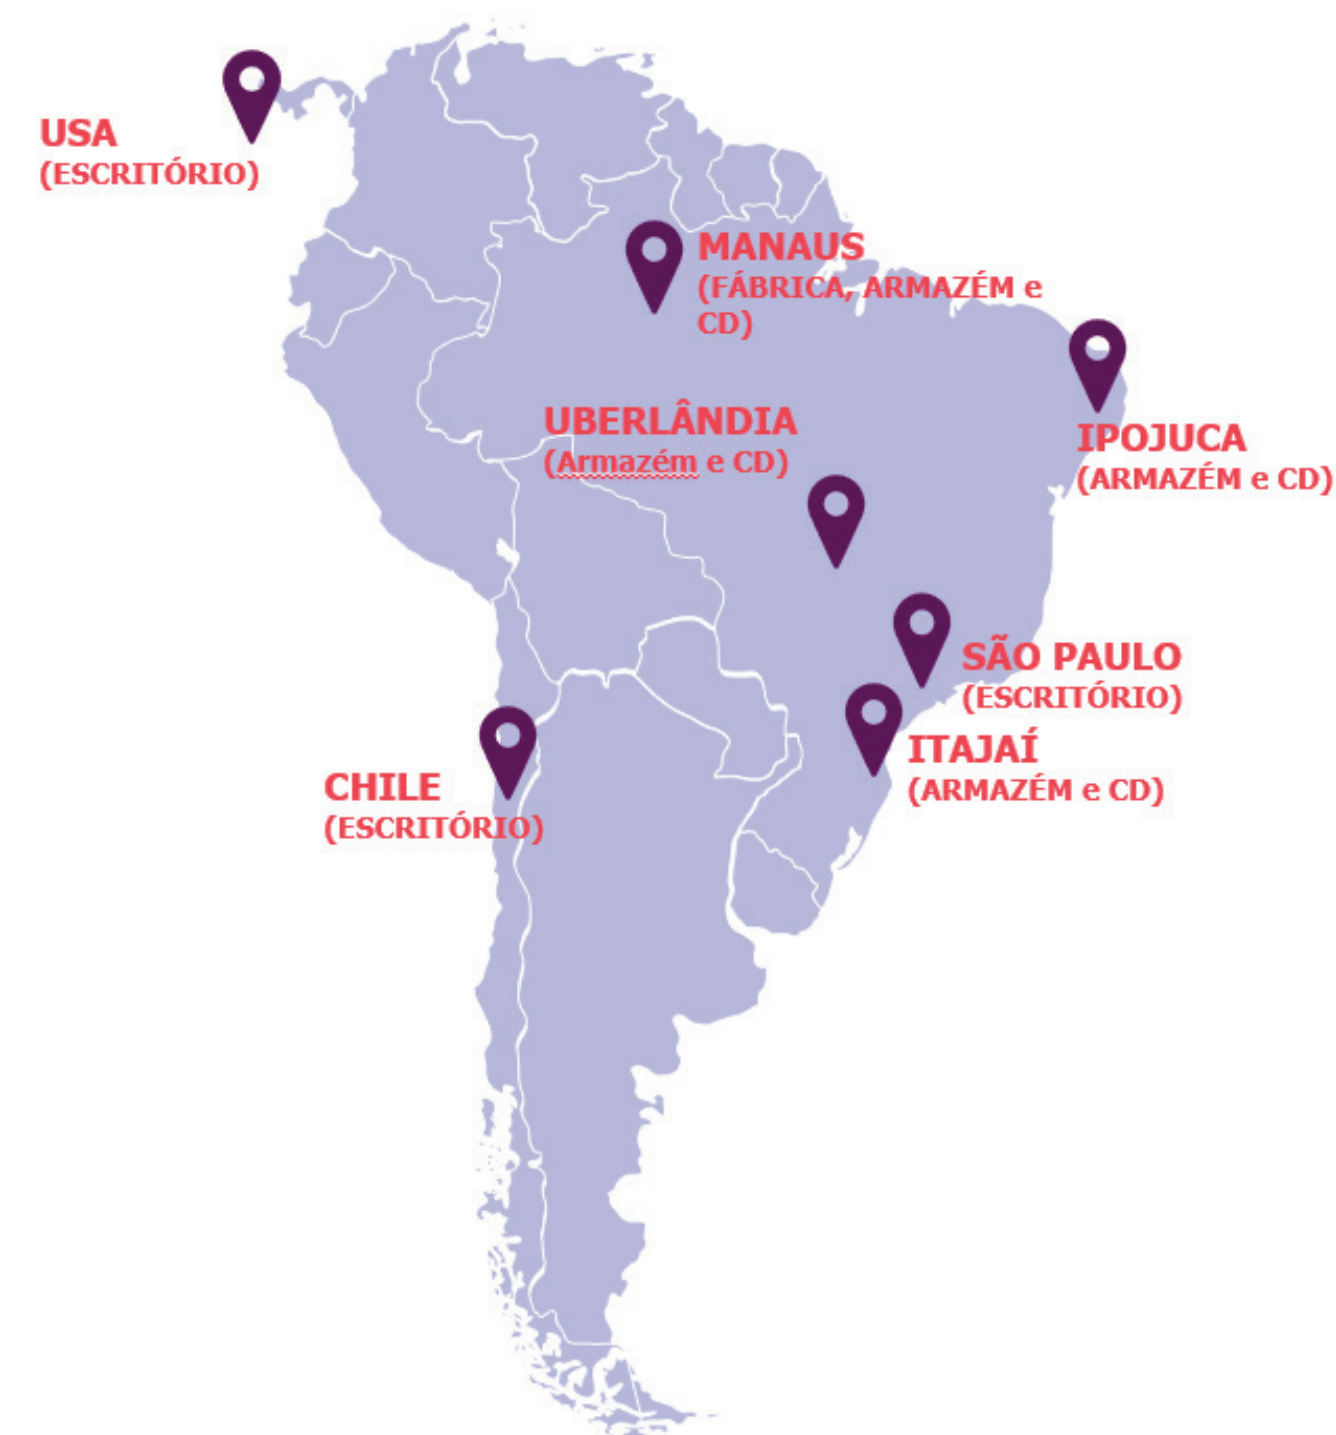 USA
(ESCRITÓRIO)
MANAUS
(FÁBRICA, ARMAZÉM e
CD)
UBERLÂNDIA
(Armazém e CD)
IPOJUCA
(ARMAZÉM e CD)
SÃO PAULO
(ESCRITÓRIO)
ITAJAÍ
(ARMAZÉM e CD)
CHILE
(ESCRITÓRIO)